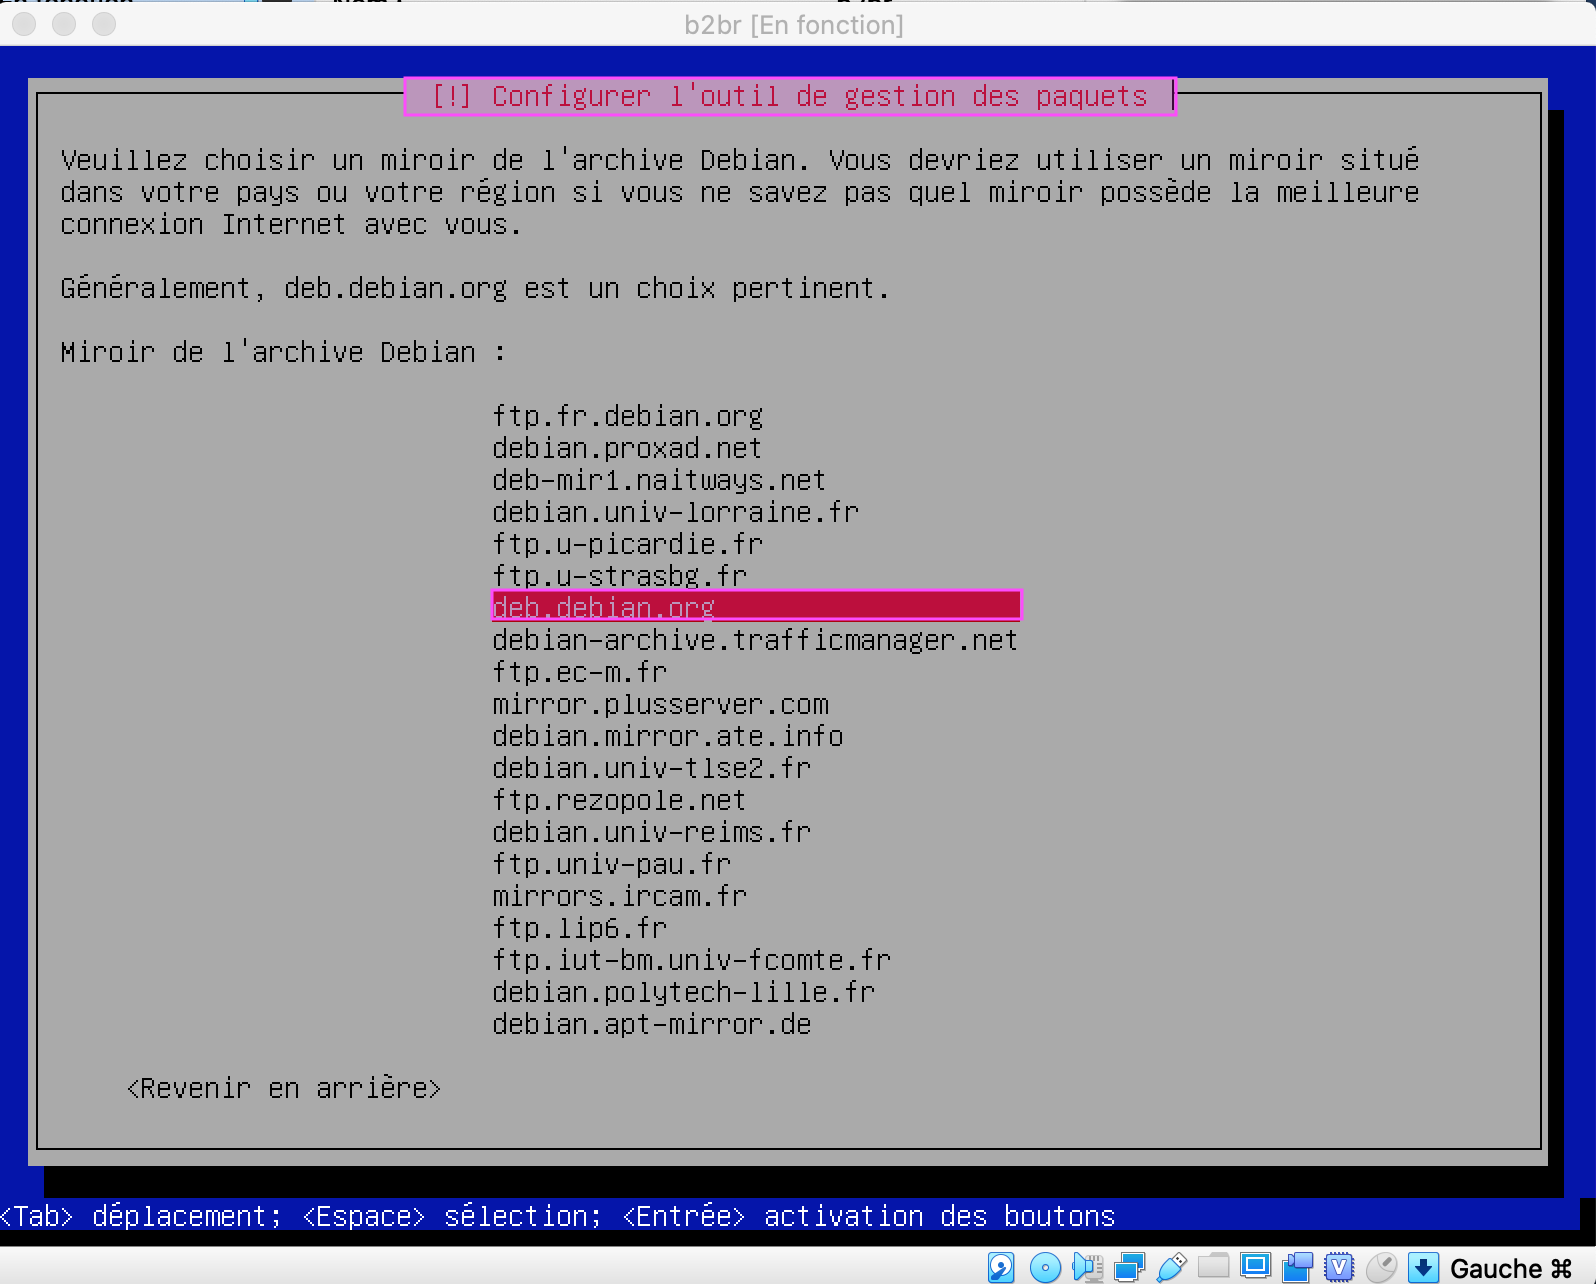 b2br [En fonction]
[!] Configurer l'outil de gestion des paquets
Veuillez choisir un miroir de l'archive Debian. Vous devriez utiliser un miroir situé
dans votre pays ou votre région si vous ne savez pas quel miroir possède la meilleure
connexion Internet avec vous.
Généralement, deb.debian.org est un choix pertinent.
Miroir de l'archive Debian :
ftp.fr.debian.org
debian.proxad.net
deb-mir1.naitways.net
debian.univ-lorraine.fr
ftp.u-picardie.fr
ftp.u-strasbg.fr
deb.debian.org
debian-archive.trafficmanager.net
ftp.ec-m.fr
mirror.plusserver.com
debian.mirror.ate.info
debian.univ-tlse2.fr
ftp.rezopole.net
debian.univ-reims.fr
ftp.univ-pau.fr
mirrors.ircam.fr
ftp.lip6.fr
ftp.iut-bm.univ-fcomte.fr
debian.polytech-lille.fr
debian.apt-mirror.de
<Revenir en arrière>
<Tab> déplacement; <Espace> sélection; <Entrée> activation des boutons
Gauche ⌘